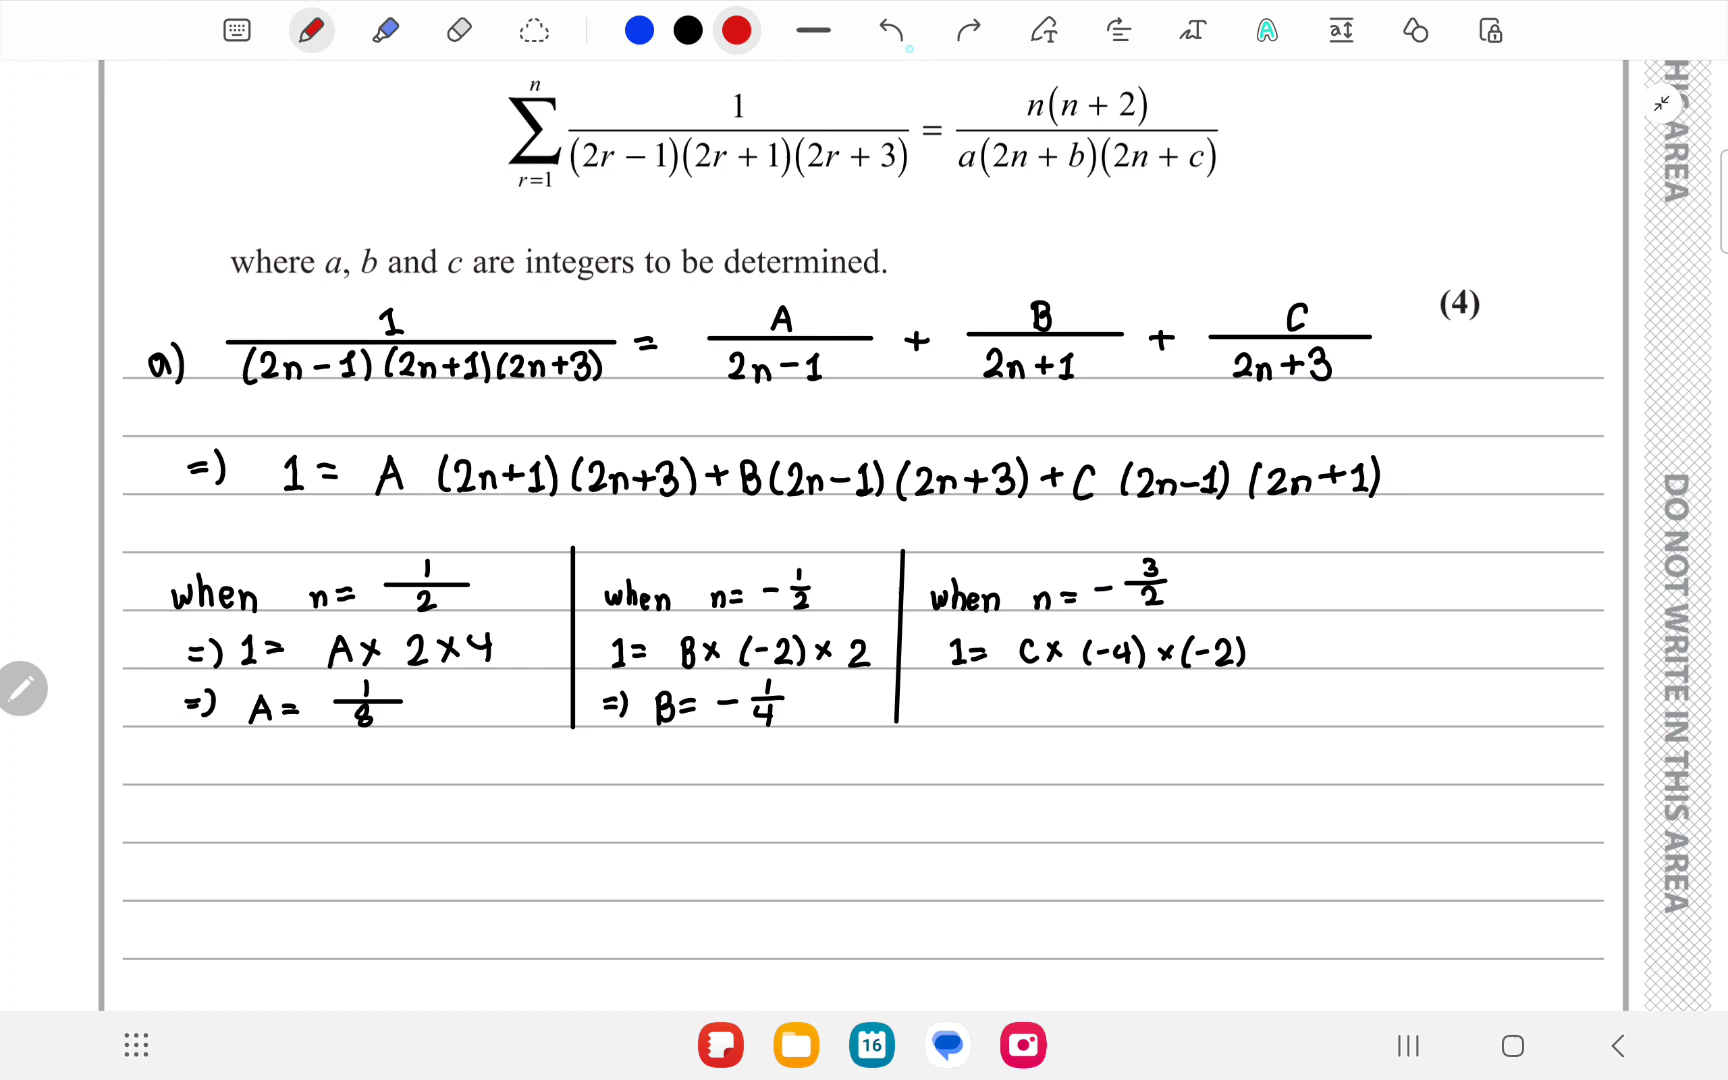 n
∑ 1/((2r − 1)(2r + 1)(2r + 3)) = n(n + 2)/(a(2n + b)(2n + c))
r=1
where a, b and c are integers to be determined.
(4)
a) 1/((2n-1)(2n+1)(2n+3)) = A/(2n-1) + B/(2n+1) + C/(2n+3)
=) 1 = A (2n+1)(2n+3) + B(2n-1)(2n+3) + C (2n-1)(2n+1)
when n= 1/2
=) 1= A× 2×4
=) A= 1/8
when n= - 1/2
1= B× (-2)× 2
=) B= - 1/4
when n= - 3/2
1= C× (-4)×(-2)
AREA
DO NOT WRITE IN THIS AREA
16